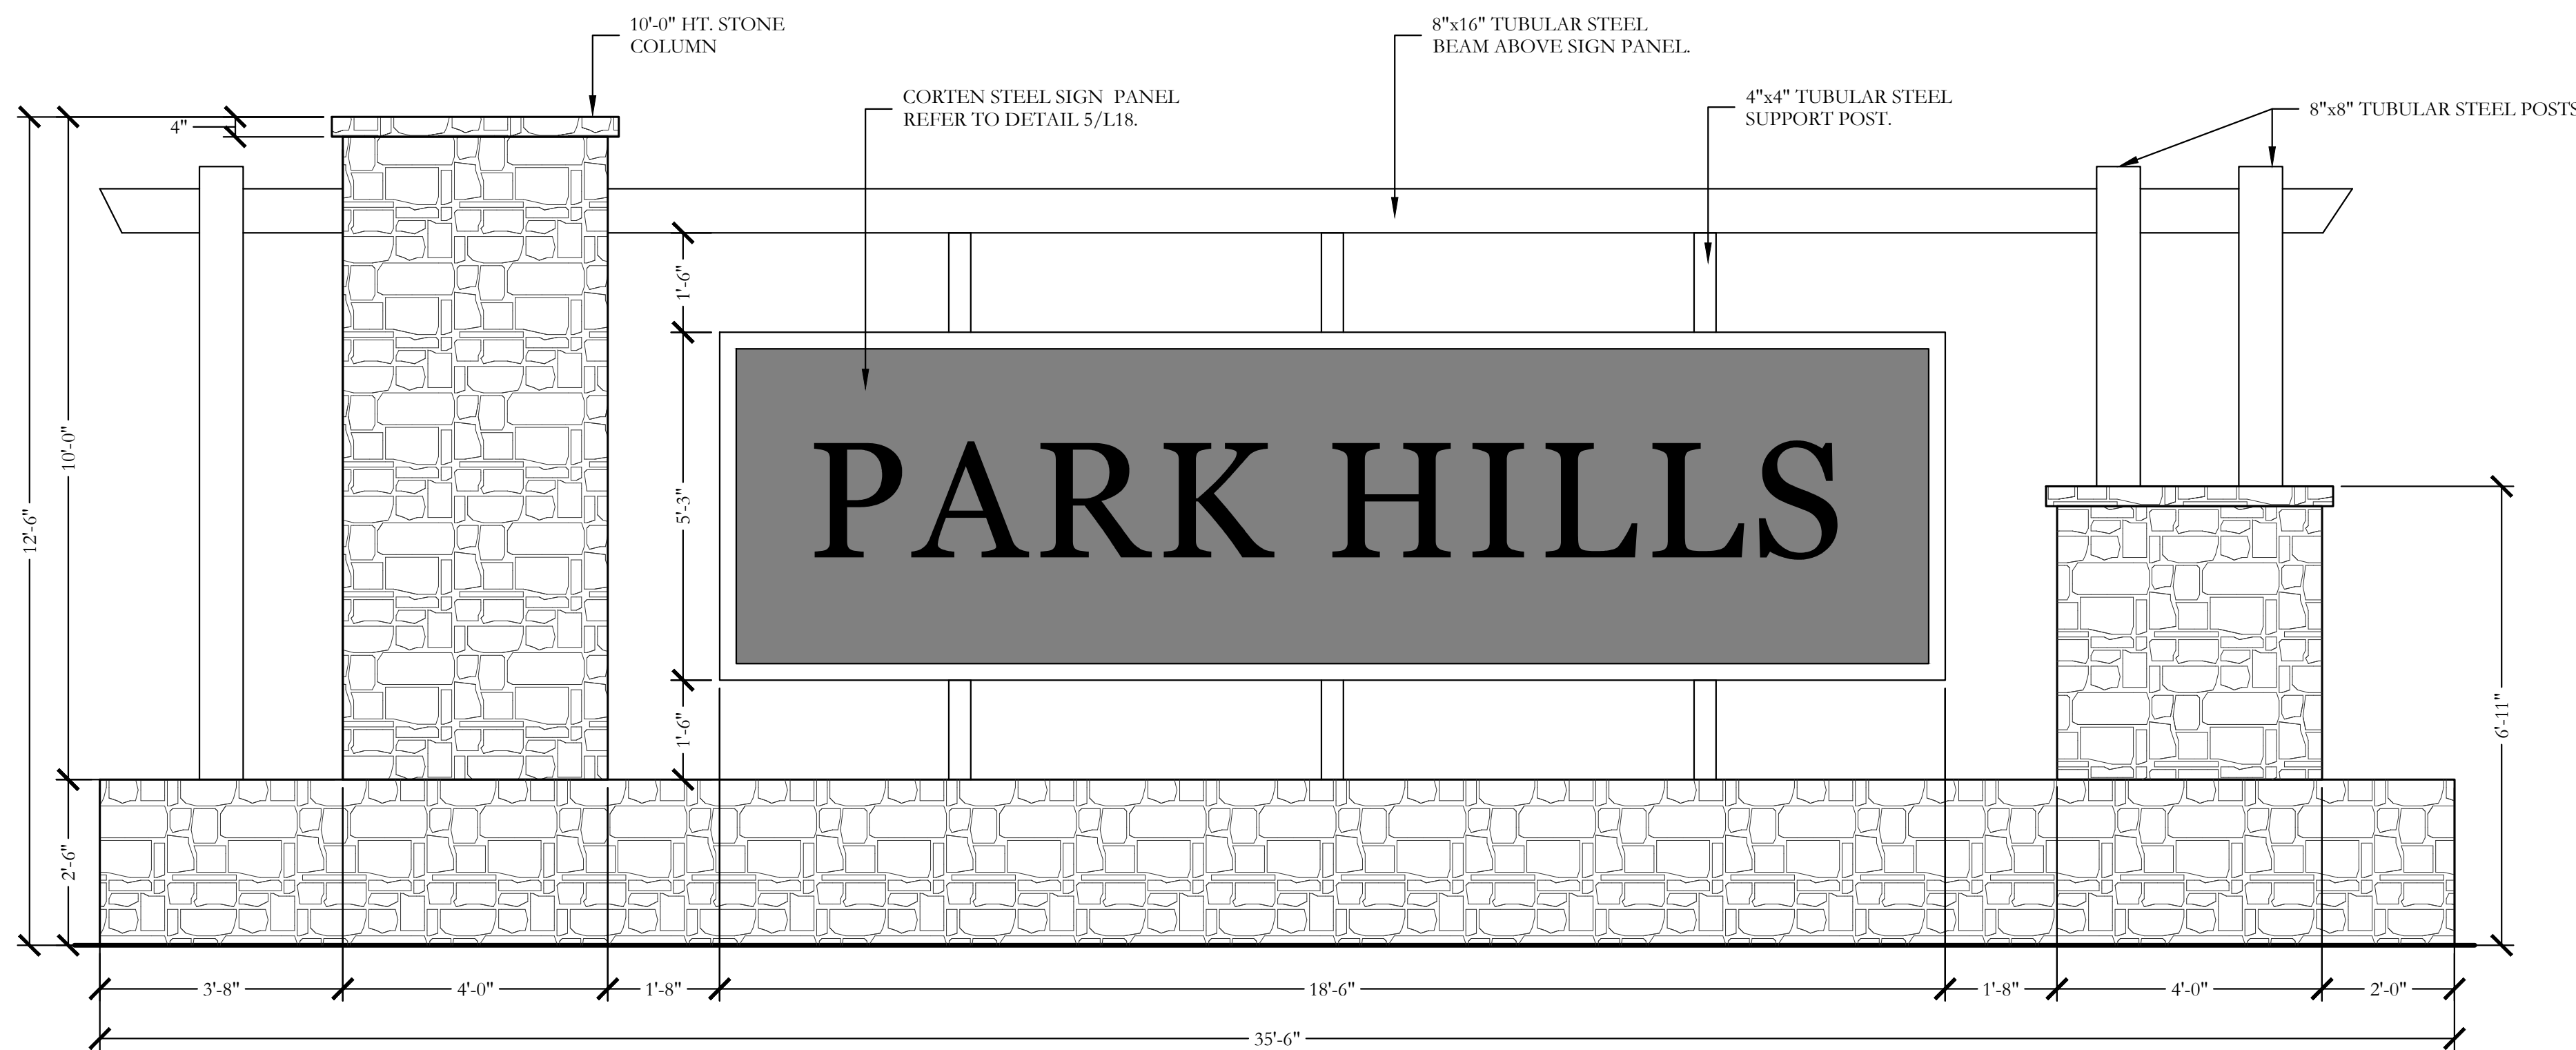 10'-0" HT. STONE
COLUMN
8"x16" TUBULAR STEEL
BEAM ABOVE SIGN PANEL.
CORTEN STEEL SIGN PANEL
REFER TO DETAIL 5/L18.
4"x4" TUBULAR STEEL
SUPPORT POST.
8"x8" TUBULAR STEEL POSTS
4"
12'-6"
10'-0"
2'-6"
1'-6"
5'-3"
1'-6"
PARK HILLS
6'-11"
3'-8"
4'-0"
1'-8"
18'-6"
1'-8"
4'-0"
2'-0"
35'-6"